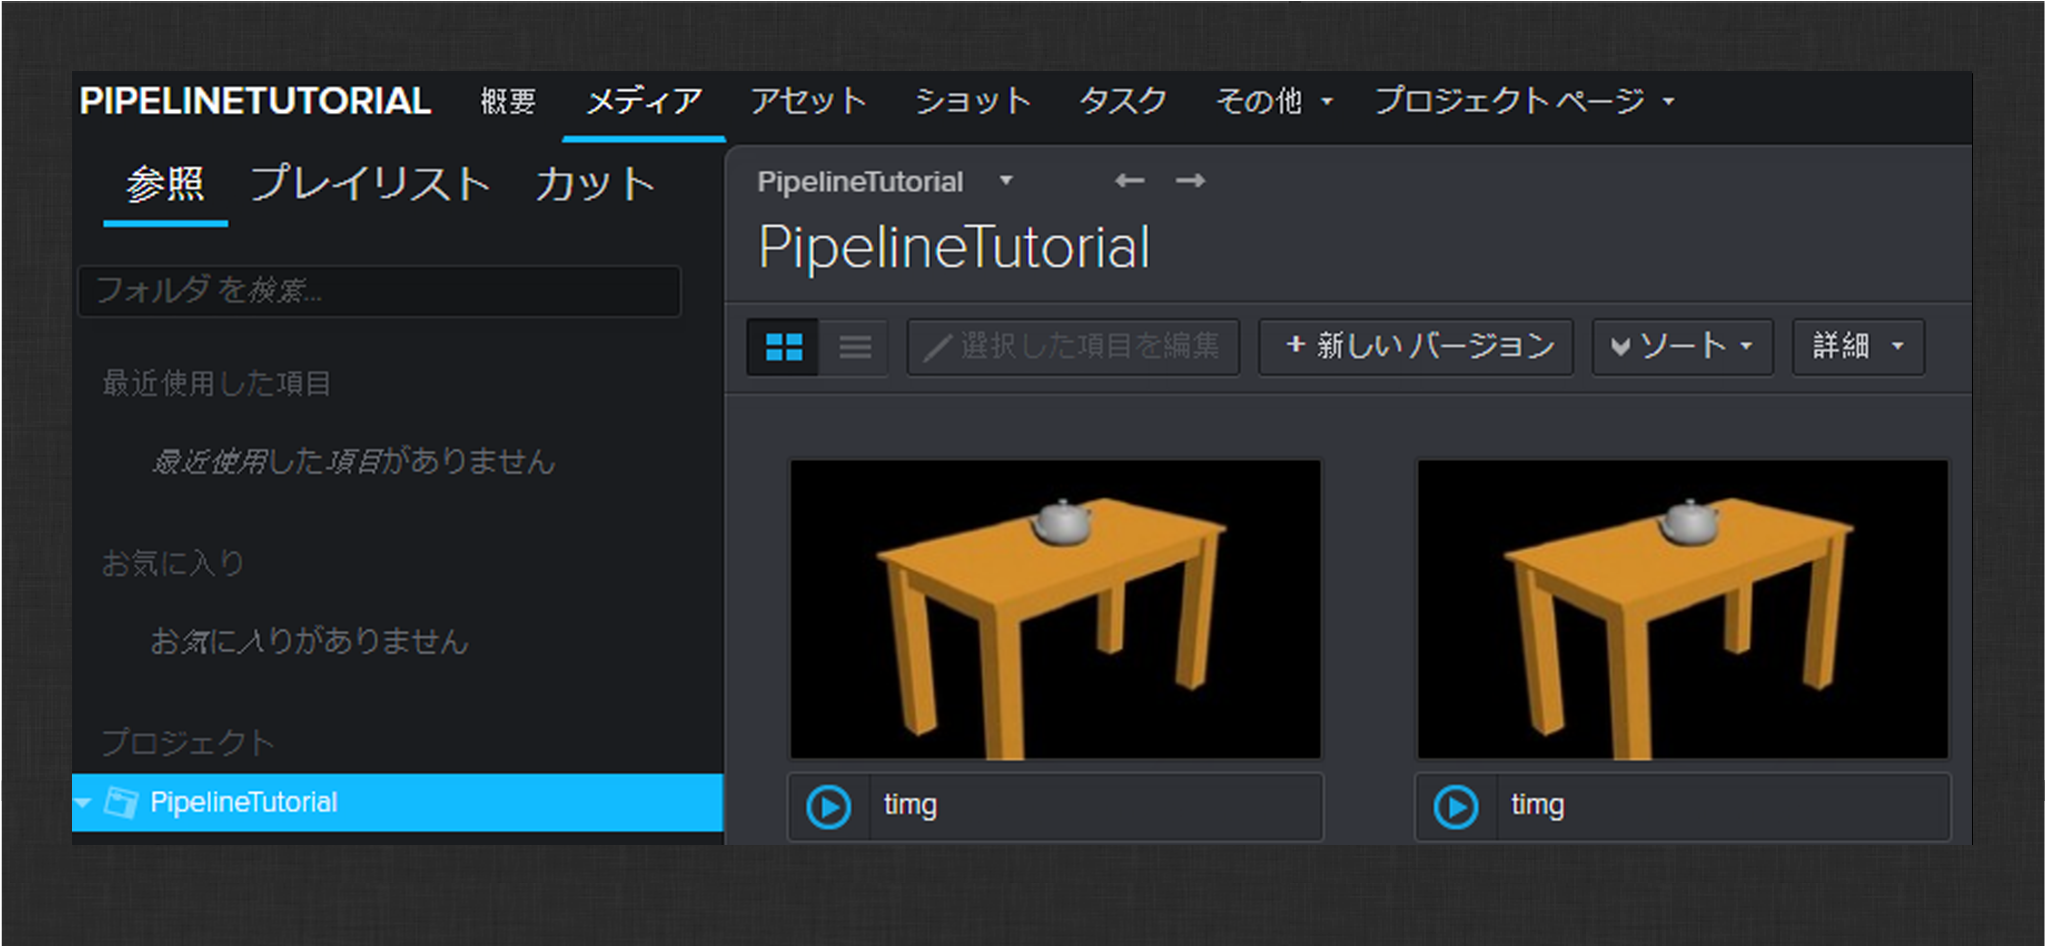 PIPELINETUTORIAL 概要 メディア アセット ショット タスク その他 プロジェクト ページ
参照 プレイリスト カット
フォルダ を検索...
最近使用した項目
最近使用した項目がありません
お気に入り
お気に入りがありません
プロジェクト
PipelineTutorial
PipelineTutorial
PipelineTutorial
選択した項目を編集 + 新しい バージョン ソート 詳細
timg timg